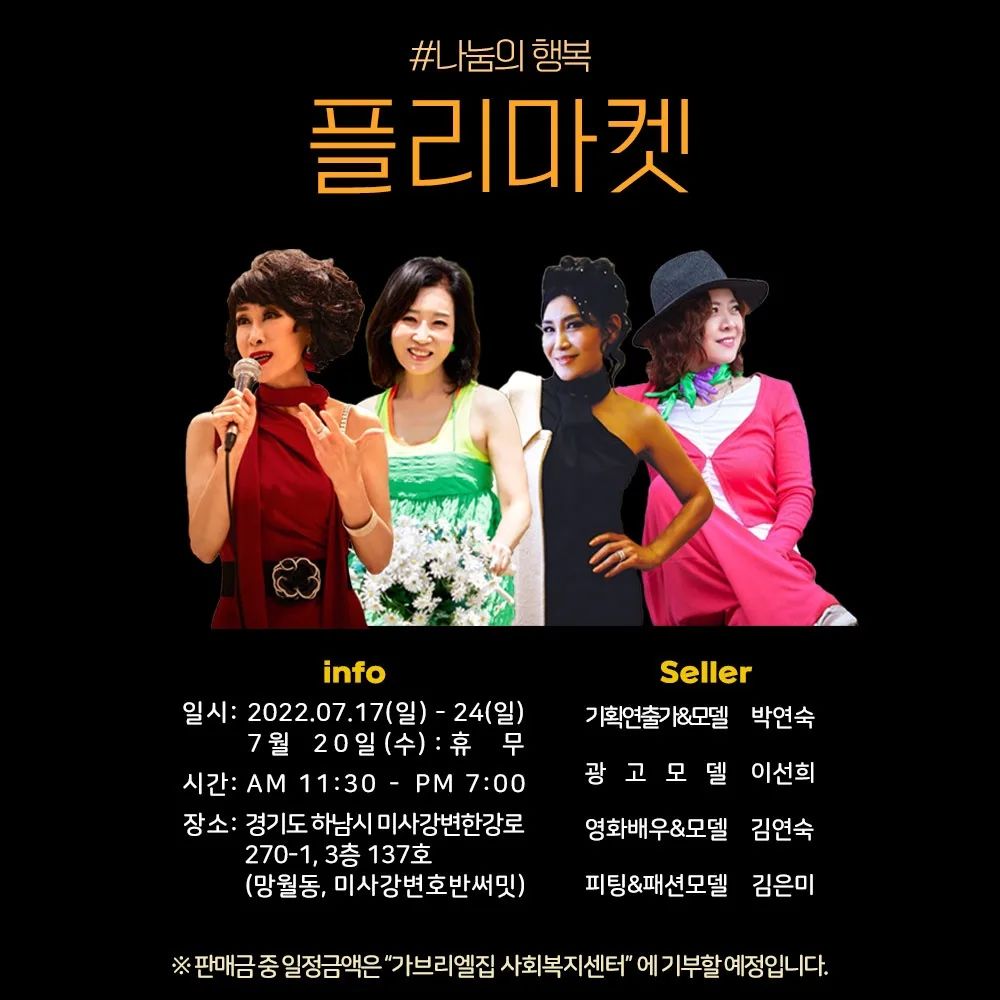 #나눔의 행복
플리마켓
info
일시: 2022.07.17(일) - 24(일)
7월 20일 (수) : 휴 무
시간: AM 11:30 - PM 7:00
장소: 경기도 하남시 미사강변한강로
270-1, 3층 137호
(망월동, 미사강변호반써밋)
Seller
기획연출가&모델 박연숙
광 고 모 델 이선희
영화배우&모델 김연숙
피팅&패션모델 김은미
※ 판매금 중 일정금액은 “가브리엘집 사회복지센터” 에 기부할 예정입니다.